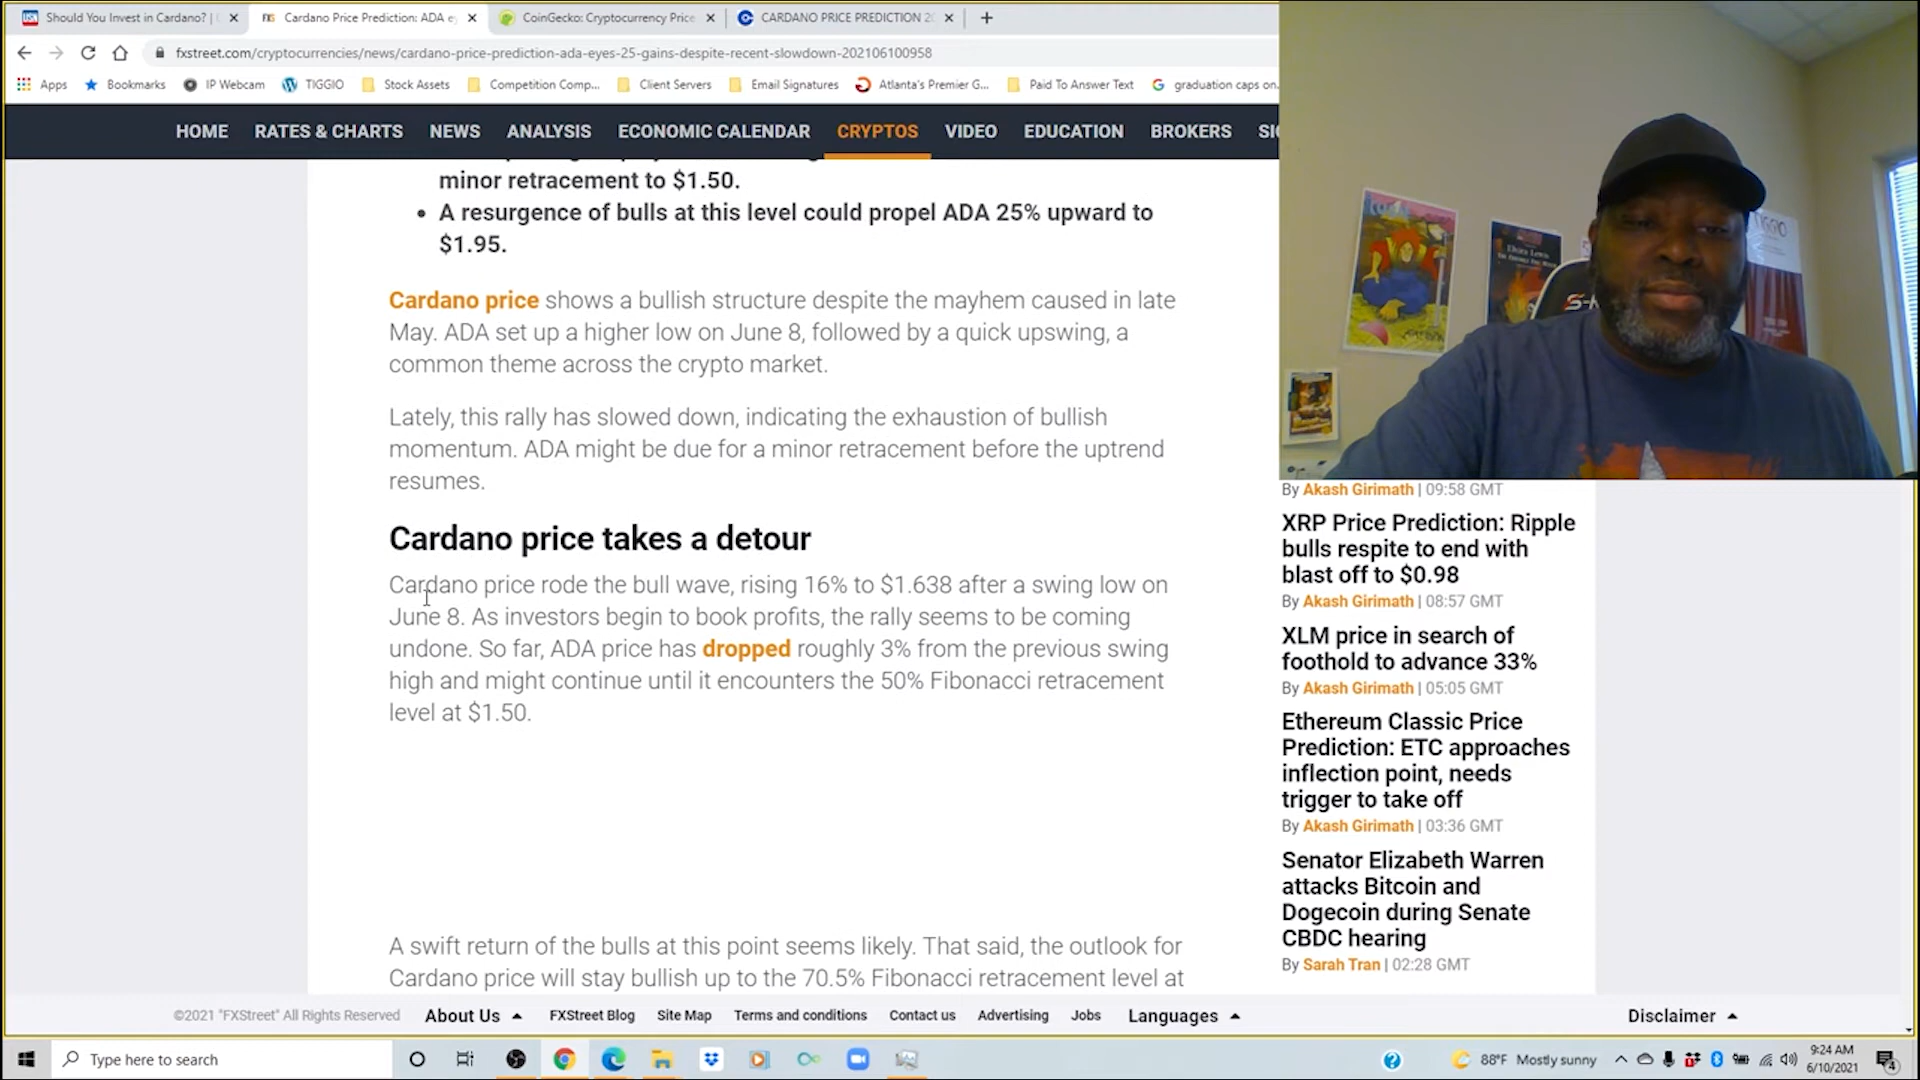 Should You Invest in Cardano? |
FXS Cardano Price Prediction: ADA e
CoinGecko: Cryptocurrency Price
CARDANO PRICE PREDICTION 2
fxstreet.com/cryptocurrencies/news/cardano-price-prediction-ada-eyes-25-gains-despite-recent-slowdown-202106100958
Apps
Bookmarks
IP Webcam
TIGGIO
Stock Assets
Competition Comp...
Client Servers
Email Signatures
Atlanta's Premier G...
Paid To Answer Text
graduation caps on.
HOME
RATES & CHARTS
NEWS
ANALYSIS
ECONOMIC CALENDAR
CRYPTOS
VIDEO
EDUCATION
BROKERS
minor retracement to $1.50.
• A resurgence of bulls at this level could propel ADA 25% upward to
$1.95.
Cardano price shows a bullish structure despite the mayhem caused in late
May. ADA set up a higher low on June 8, followed by a quick upswing, a
common theme across the crypto market.
Lately, this rally has slowed down, indicating the exhaustion of bullish
momentum. ADA might be due for a minor retracement before the uptrend
resumes.
Cardano price takes a detour
Cardano price rode the bull wave, rising 16% to $1.638 after a swing low on
June 8. As investors begin to book profits, the rally seems to be coming
undone. So far, ADA price has dropped roughly 3% from the previous swing
high and might continue until it encounters the 50% Fibonacci retracement
level at $1.50.
A swift return of the bulls at this point seems likely. That said, the outlook for
Cardano price will stay bullish up to the 70.5% Fibonacci retracement level at
TIGGIO
By Akash Girimath | 09:58 GMT
XRP Price Prediction: Ripple
bulls respite to end with
blast off to $0.98
By Akash Girimath | 08:57 GMT
XLM price in search of
foothold to advance 33%
By Akash Girimath | 05:05 GMT
Ethereum Classic Price
Prediction: ETC approaches
inflection point, needs
trigger to take off
By Akash Girimath | 03:36 GMT
Senator Elizabeth Warren
attacks Bitcoin and
Dogecoin during Senate
CBDC hearing
By Sarah Tran | 02:28 GMT
©2021 "FXStreet" All Rights Reserved
About Us
FXStreet Blog
Site Map
Terms and conditions
Contact us
Advertising
Jobs
Languages
Disclaimer
Type here to search
88°F Mostly sunny
9:24 AM
6/10/2021
4